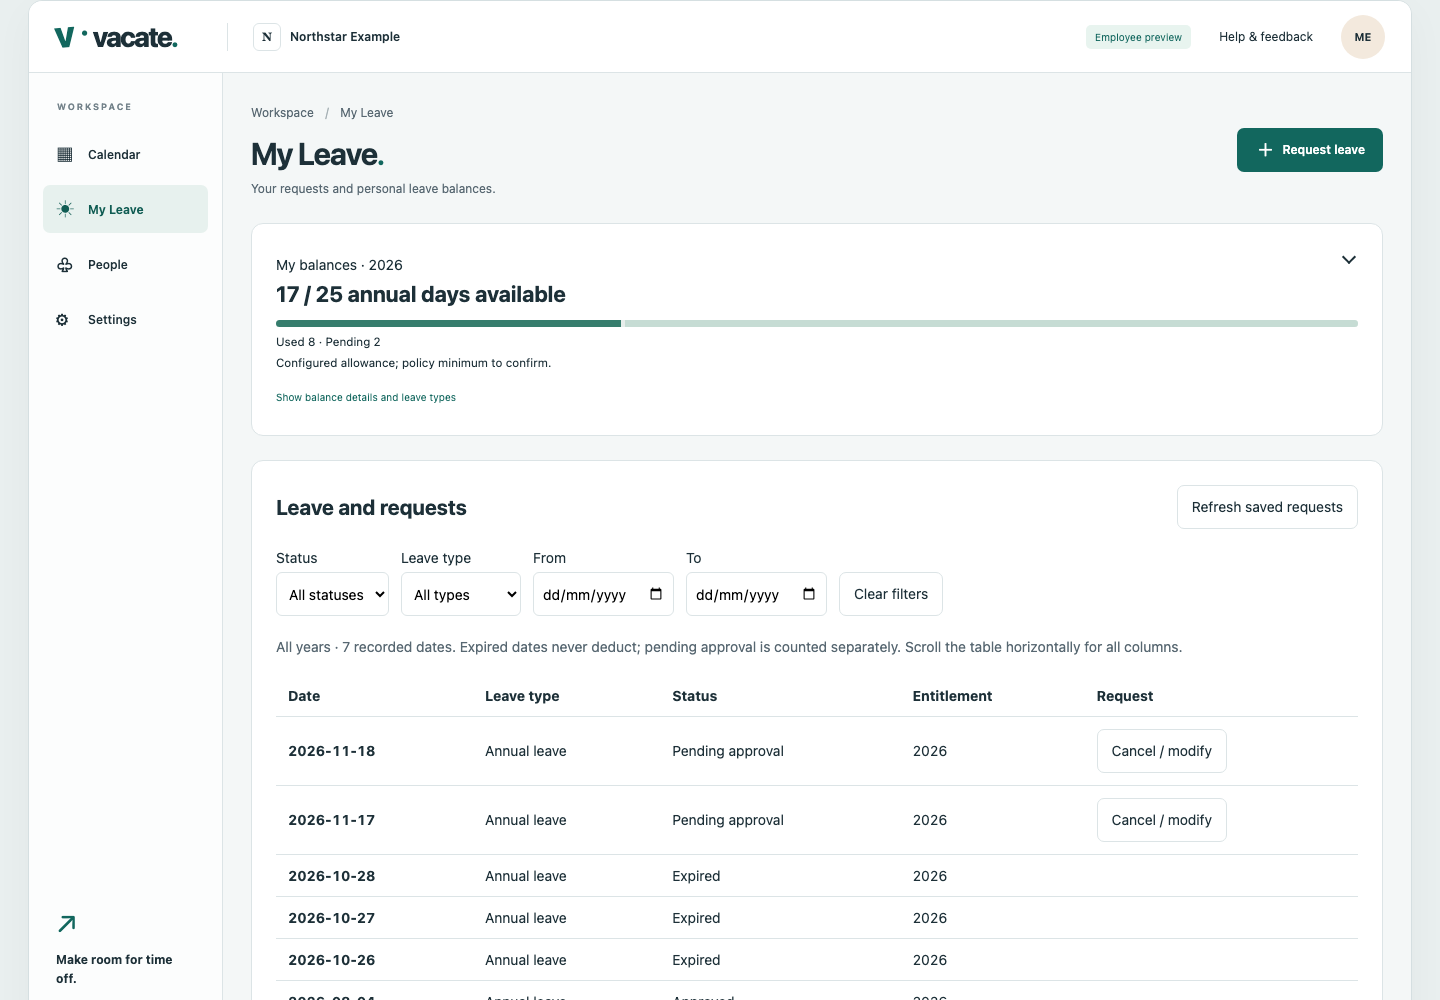 vacate.
N
Northstar Example
Employee preview
Help & feedback
ME
WORKSPACE
Calendar
My Leave
People
Settings
Make room for time
off.
Workspace / My Leave
My Leave.
Your requests and personal leave balances.
Request leave
My balances · 2026
17 / 25 annual days available
Used 8 · Pending 2
Configured allowance; policy minimum to confirm.
Show balance details and leave types
Leave and requests
Refresh saved requests
Status Leave type From To
All statuses All types dd/mm/yyyy dd/mm/yyyy Clear filters
All years · 7 recorded dates. Expired dates never deduct; pending approval is counted separately. Scroll the table horizontally for all columns.
Date Leave type Status Entitlement Request
2026-11-18 Annual leave Pending approval 2026 Cancel / modify
2026-11-17 Annual leave Pending approval 2026 Cancel / modify
2026-10-28 Annual leave Expired 2026
2026-10-27 Annual leave Expired 2026
2026-10-26 Annual leave Expired 2026